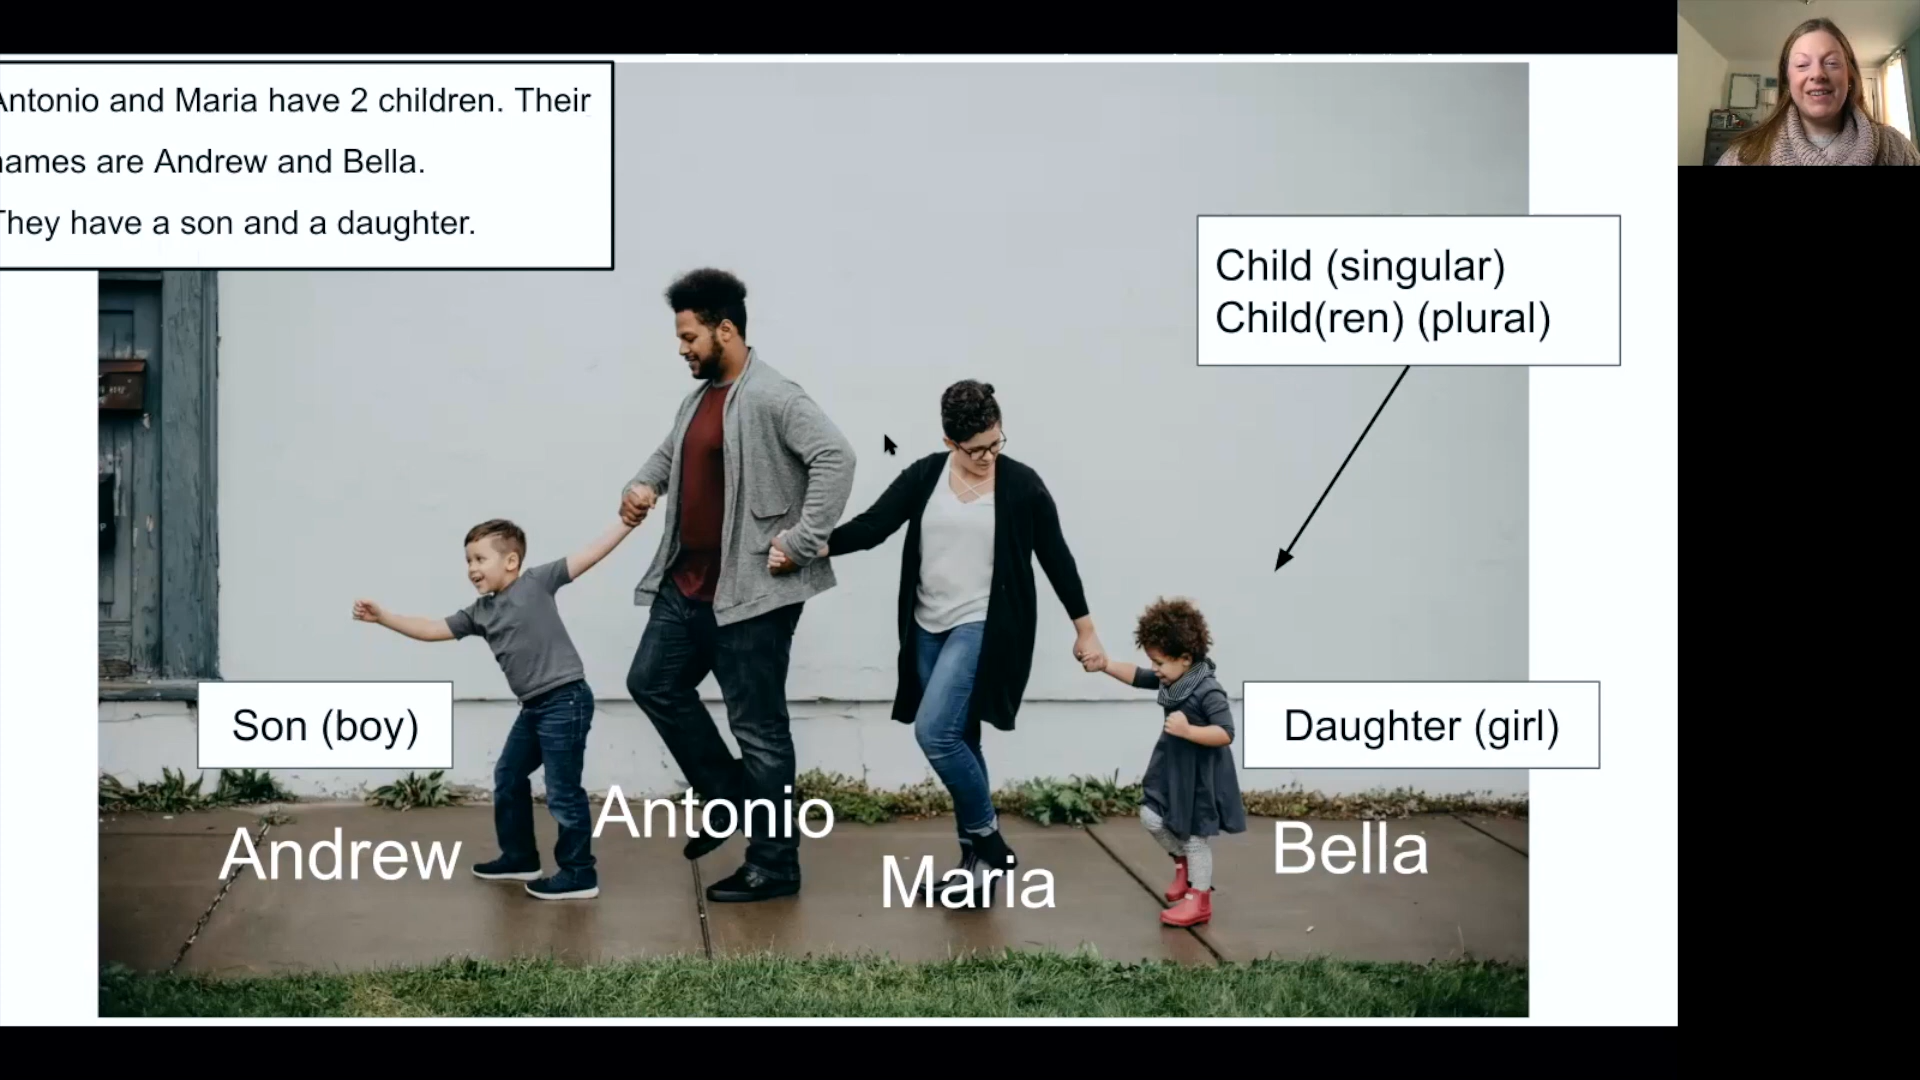 Antonio and Maria have 2 children. Their
names are Andrew and Bella.
They have a son and a daughter.
Child (singular)
Child(ren) (plural)
Son (boy)
Daughter (girl)
Andrew
Antonio
Maria
Bella